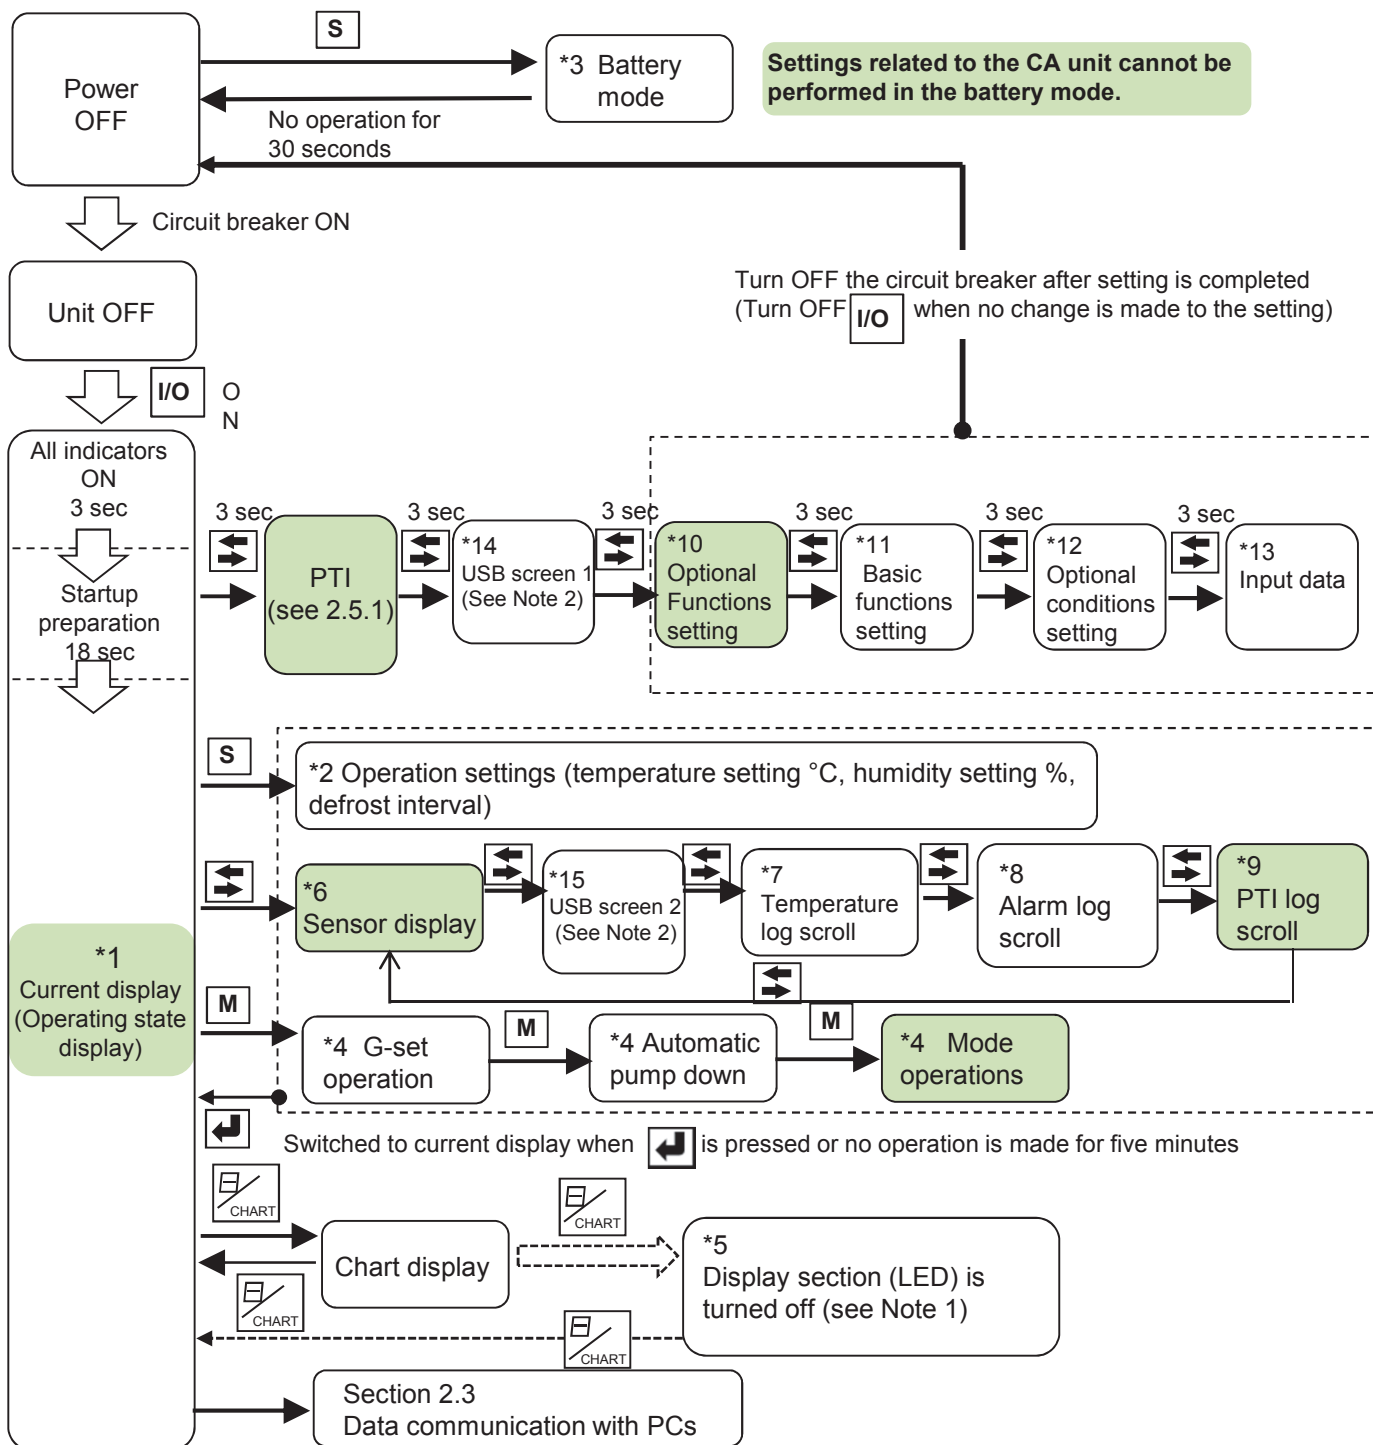 S
Power
OFF
*3 Battery
mode
Settings related to the CA unit cannot be
performed in the battery mode.
No operation for
30 seconds
Circuit breaker ON
Unit OFF
Turn OFF the circuit breaker after setting is completed
(Turn OFF I/O when no change is made to the setting)
I/O O
N
All indicators
ON
3 sec
Startup
preparation
18 sec
3 sec
PTI
(see 2.5.1)
3 sec
*14
USB screen 1
(See Note 2)
3 sec
*10
Optional
Functions
setting
3 sec
*11
Basic
functions
setting
3 sec
*12
Optional
conditions
setting
3 sec
*13
Input data
S
*2 Operation settings (temperature setting °C, humidity setting %,
defrost interval)
*6
Sensor display
*15
USB screen 2
(See Note 2)
*7
Temperature
log scroll
*8
Alarm log
scroll
*9
PTI log
scroll
*1
Current display
(Operating state
display)
M
*4 G-set
operation
M
*4 Automatic
pump down
M
*4 Mode
operations
Switched to current display when is pressed or no operation is made for five minutes
CHART
Chart display
CHART
CHART
*5
Display section (LED) is
turned off (see Note 1)
CHART
Section 2.3
Data communication with PCs